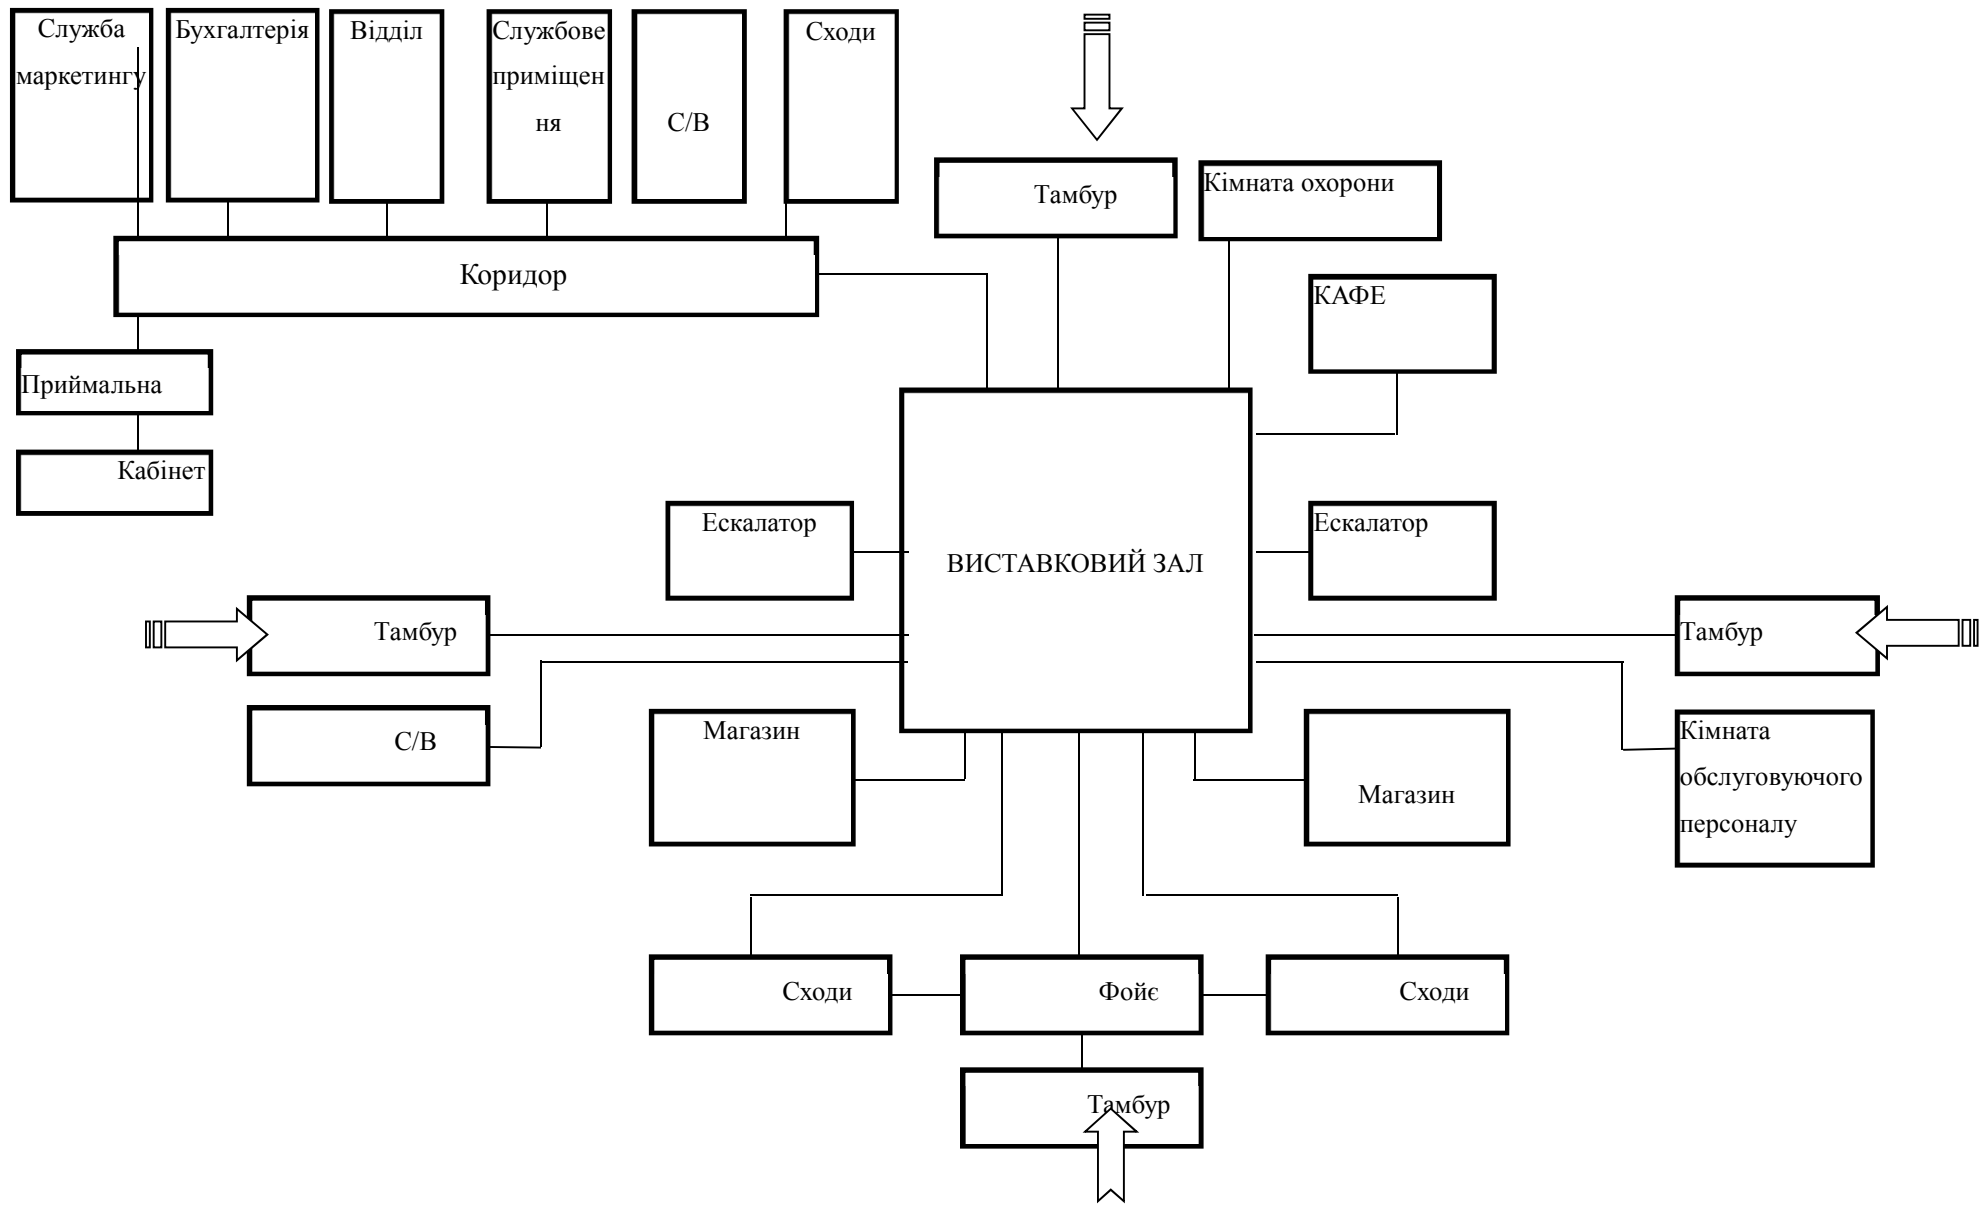 Служба
маркетингу
Бухгалтерія
Відділ
Службове
приміщен
ня
С/В
Сходи
Тамбур
Кімната охорони
Коридор
КАФЕ
Приймальна
Кабінет
Ескалатор
ВИСТАВКОВИЙ ЗАЛ
Ескалатор
Тамбур
Тамбур
С/В
Магазин
Магазин
Кімната
обслуговуючого
персоналу
Сходи
Фойє
Сходи
Тамбур